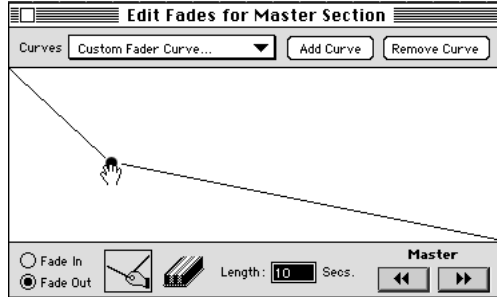 Edit Fades for Master Section
Curves Custom Fader Curve... Add Curve Remove Curve
Fade In
Fade Out
Length: 10 Secs.
Master